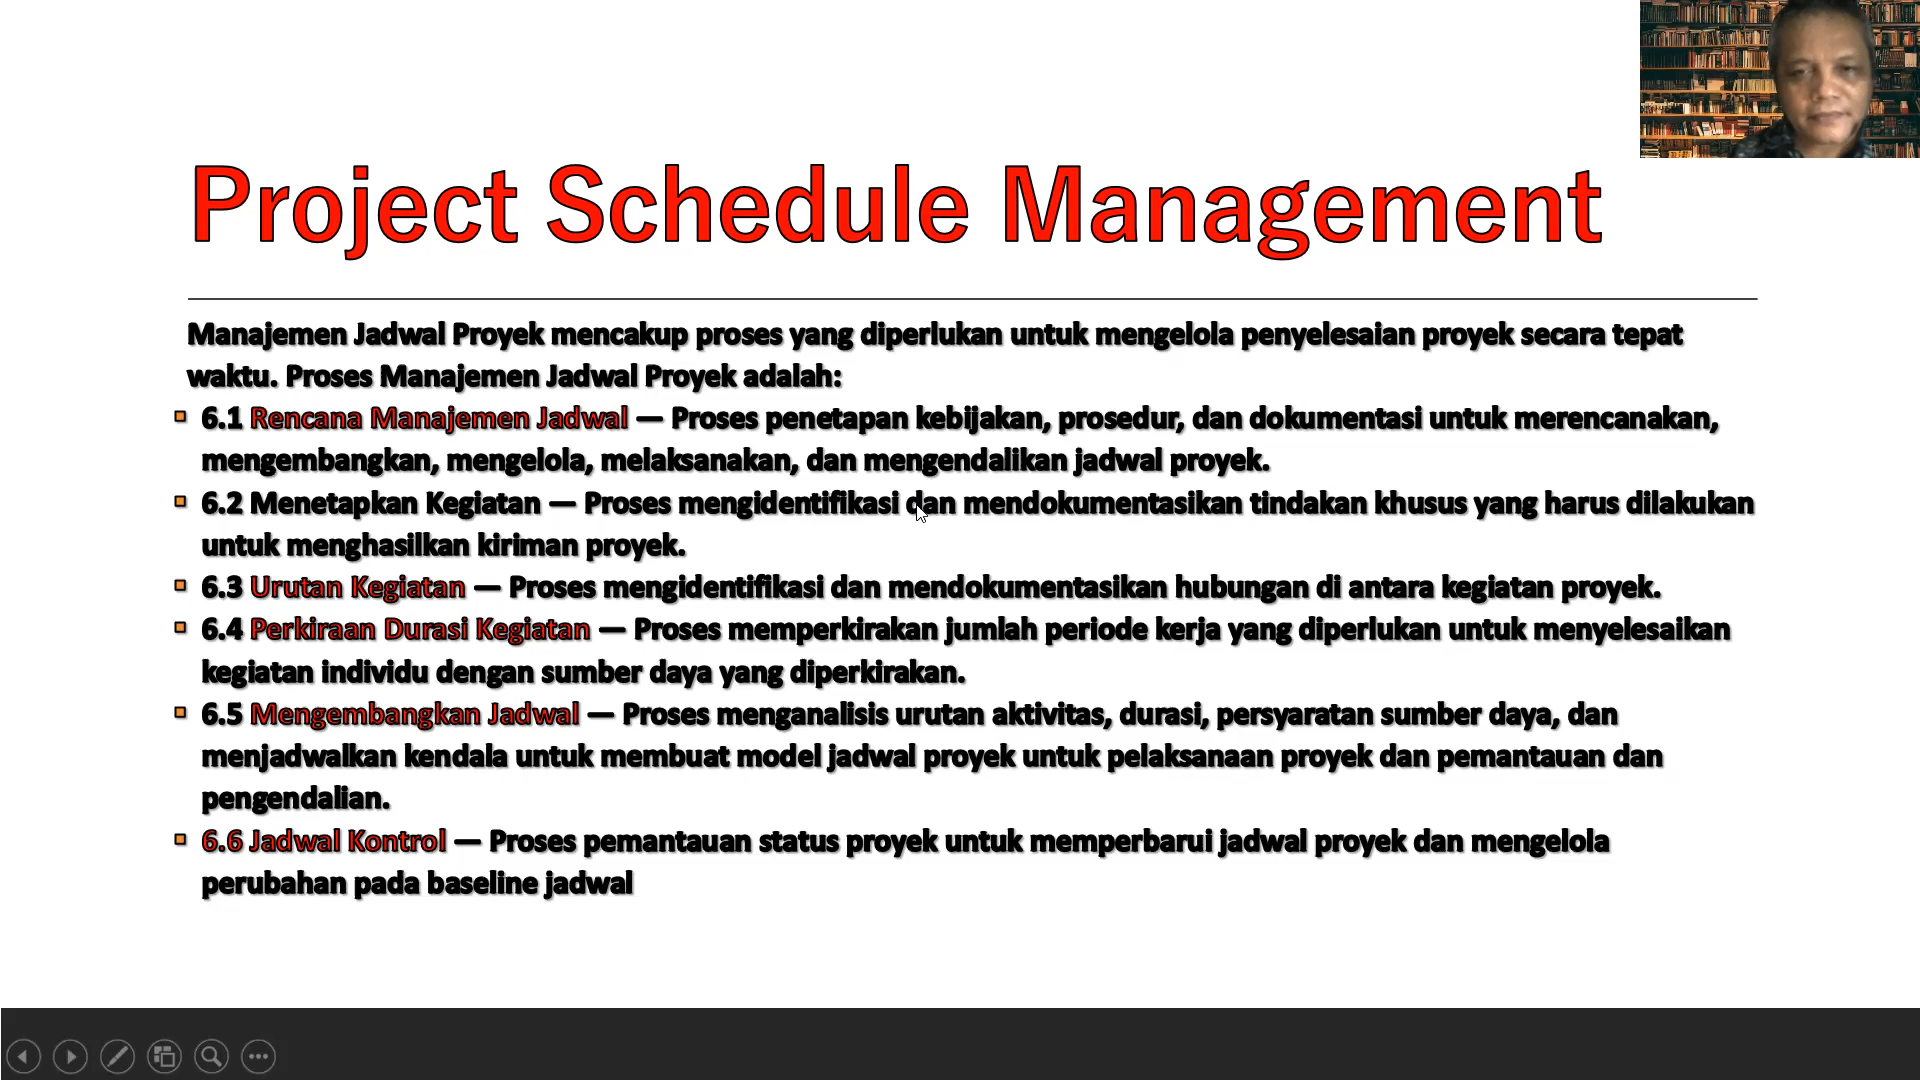 Project Schedule Management
Manajemen Jadwal Proyek mencakup proses yang diperlukan untuk mengelola penyelesaian proyek secara tepat
waktu. Proses Manajemen Jadwal Proyek adalah:
6.1 Rencana Manajemen Jadwal — Proses penetapan kebijakan, prosedur, dan dokumentasi untuk merencanakan,
mengembangkan, mengelola, melaksanakan, dan mengendalikan jadwal proyek.
6.2 Menetapkan Kegiatan — Proses mengidentifikasi dan mendokumentasikan tindakan khusus yang harus dilakukan
untuk menghasilkan kiriman proyek.
6.3 Urutan Kegiatan — Proses mengidentifikasi dan mendokumentasikan hubungan di antara kegiatan proyek.
6.4 Perkiraan Durasi Kegiatan — Proses memperkirakan jumlah periode kerja yang diperlukan untuk menyelesaikan
kegiatan individu dengan sumber daya yang diperkirakan.
6.5 Mengembangkan Jadwal — Proses menganalisis urutan aktivitas, durasi, persyaratan sumber daya, dan
menjadwalkan kendala untuk membuat model jadwal proyek untuk pelaksanaan proyek dan pemantauan dan
pengendalian.
6.6 Jadwal Kontrol — Proses pemantauan status proyek untuk memperbarui jadwal proyek dan mengelola
perubahan pada baseline jadwal